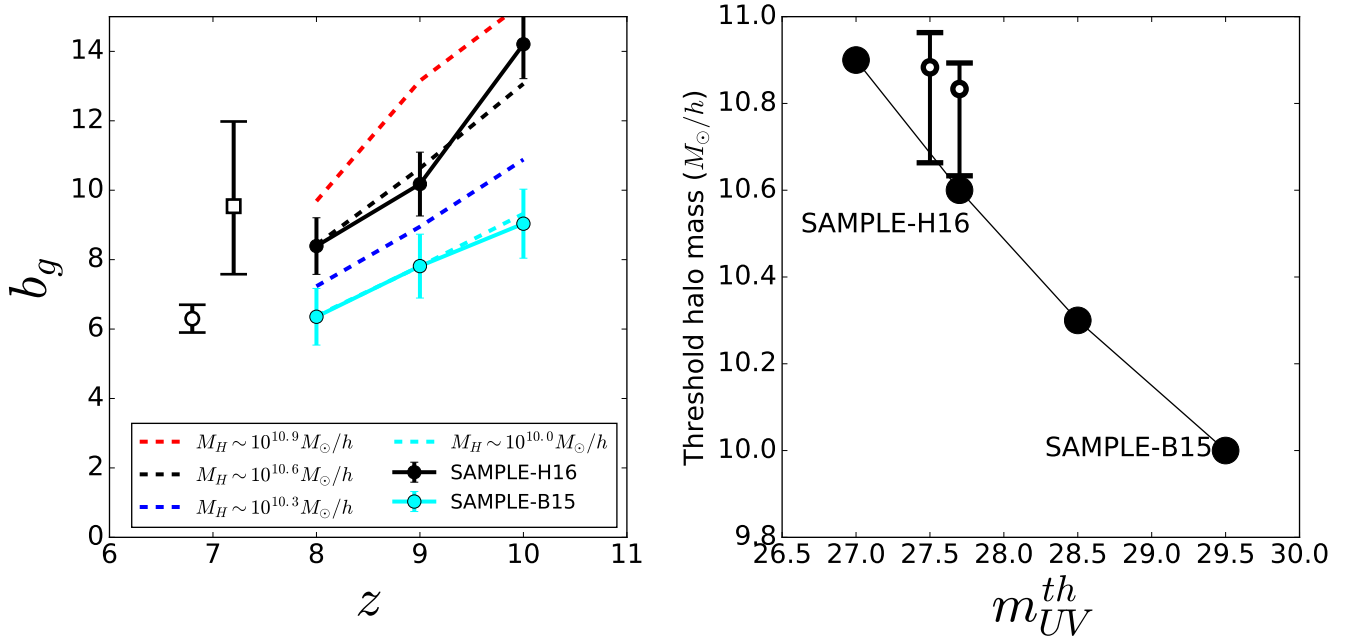 14
12
10
8
6
4
2
0
b_g
M_H ~ 10^{10.9} M_⊙/h
M_H ~ 10^{10.6} M_⊙/h
M_H ~ 10^{10.3} M_⊙/h
M_H ~ 10^{10.0} M_⊙/h
SAMPLE-H16
SAMPLE-B15
6 7 8 9 10 11
z
11.0
10.8
10.6
10.4
10.2
10.0
9.8
Threshold halo mass (M_⊙/h)
SAMPLE-H16
SAMPLE-B15
26.5 27.0 27.5 28.0 28.5 29.0 29.5 30.0
m_{UV}^{th}